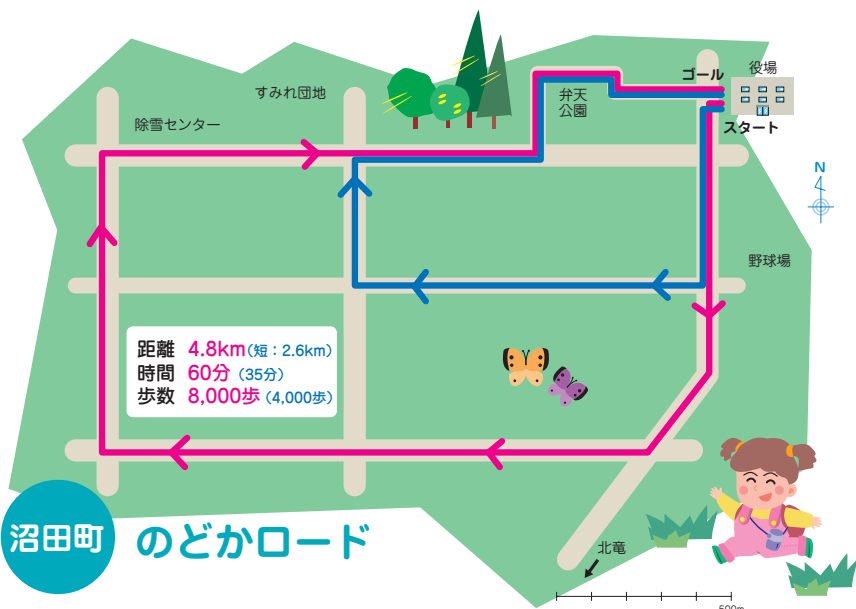 ゴール
役場
すみれ団地
弁天
公園
除雪センター
スタート
N
野球場
距離 4.8km(短:2.6km)
時間 60分(35分)
歩数 8,000歩(4,000歩)
沼田町 のどかロード
北竜
500m